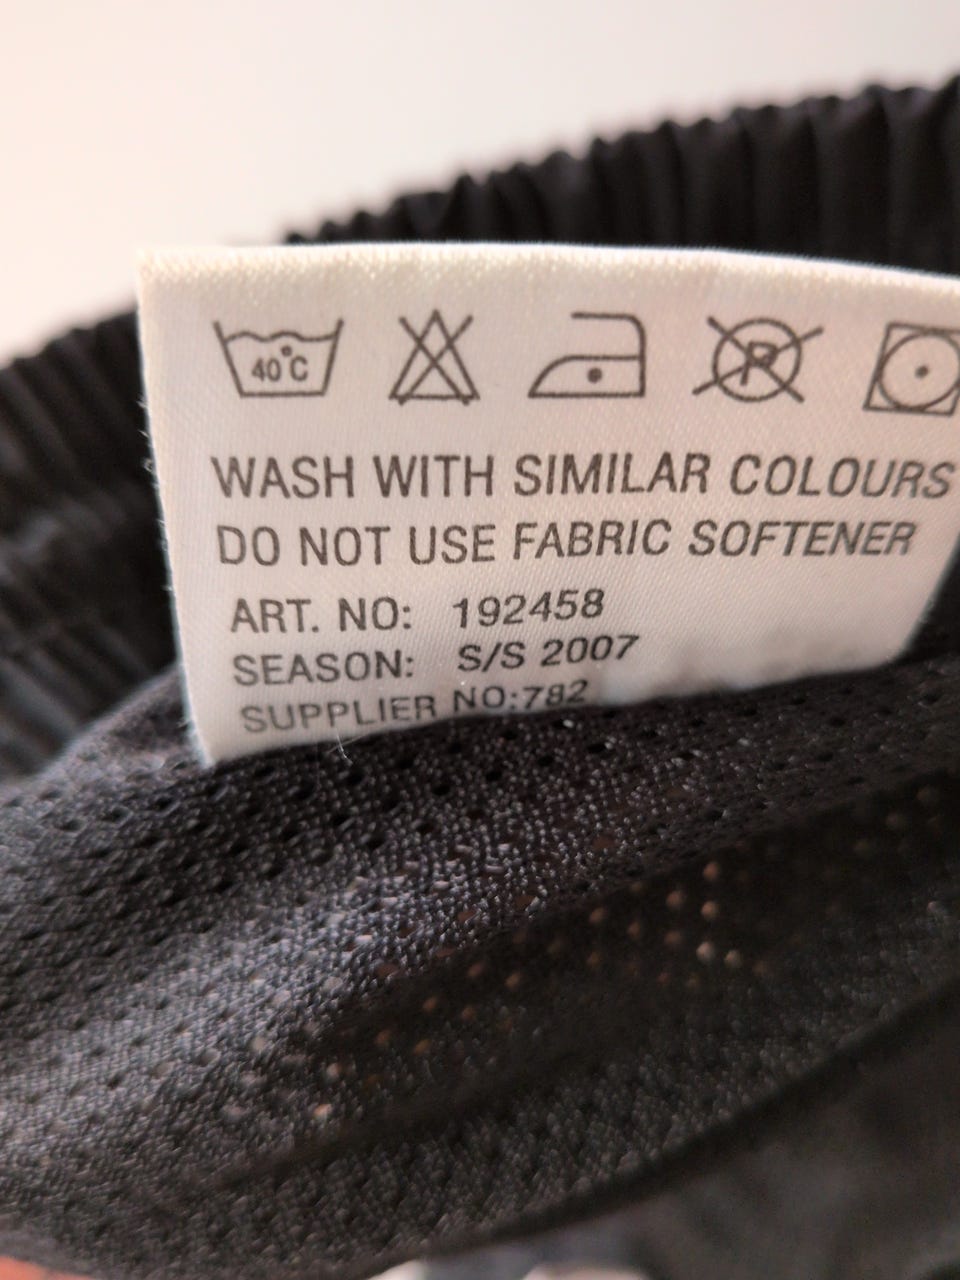 40°C
P
WASH WITH SIMILAR COLOURS
DO NOT USE FABRIC SOFTENER
ART. NO: 192458
SEASON: S/S 2007
SUPPLIER NO:782